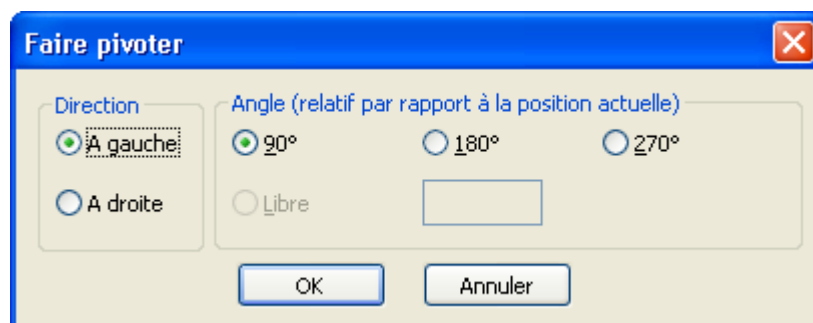 Faire pivoter
Direction
Angle (relatif par rapport à la position actuelle)
A gauche
90°
180°
270°
A droite
Libre
OK
Annuler